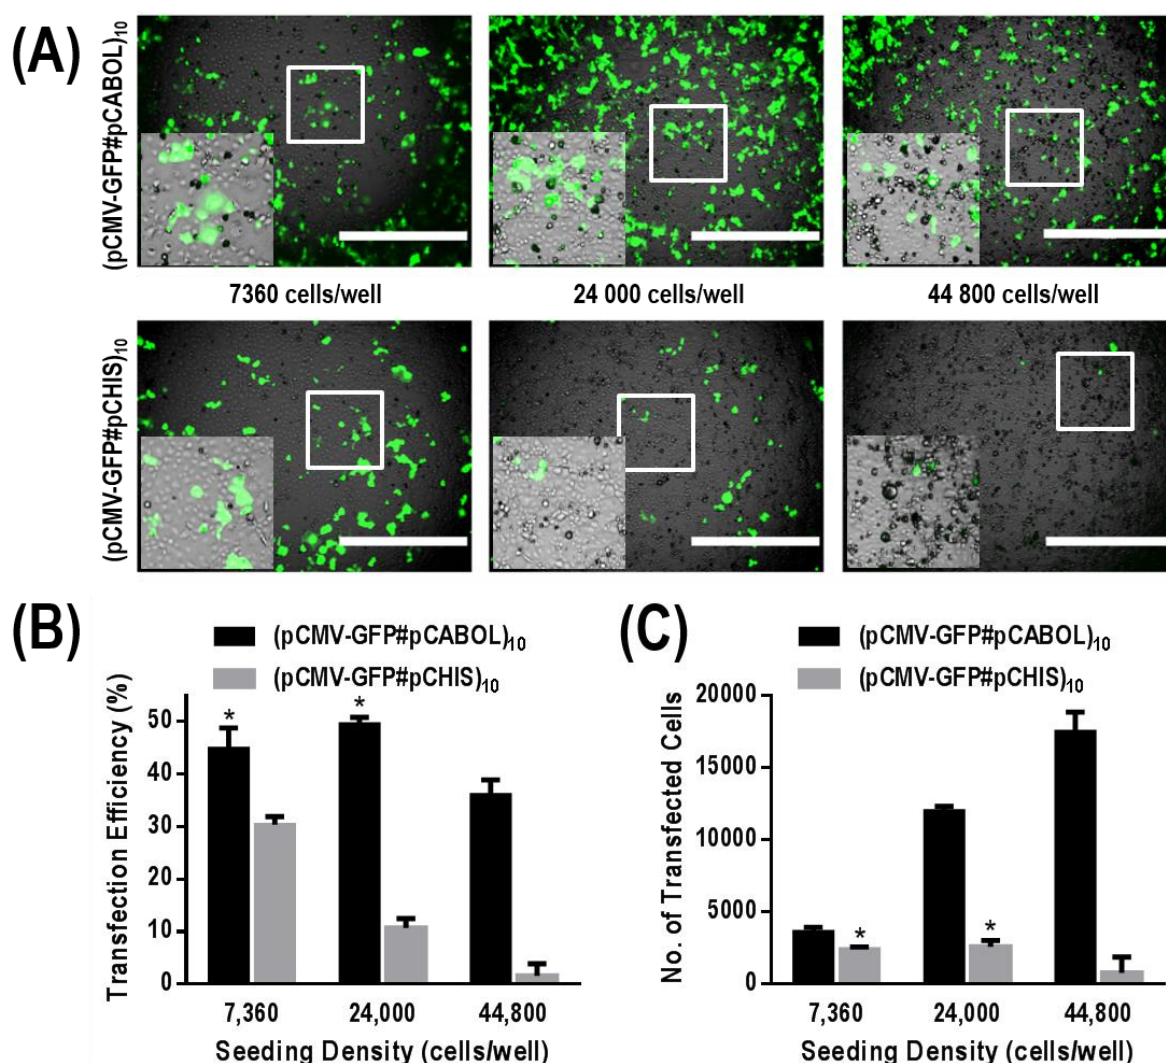 (A)
(pCMV-GFP#pCABOL)10
7360 cells/well
24 000 cells/well
44 800 cells/well
(pCMV-GFP#pCHIS)10
(B)
(pCMV-GFP#pCABOL)10
(pCMV-GFP#pCHIS)10
Transfection Efficiency (%)
50
40
30
20
10
0
*
*
7,360
24,000
44,800
Seeding Density (cells/well)
(C)
(pCMV-GFP#pCABOL)10
(pCMV-GFP#pCHIS)10
No. of Transfected Cells
20000
15000
10000
5000
0
*
*
7,360
24,000
44,800
Seeding Density (cells/well)